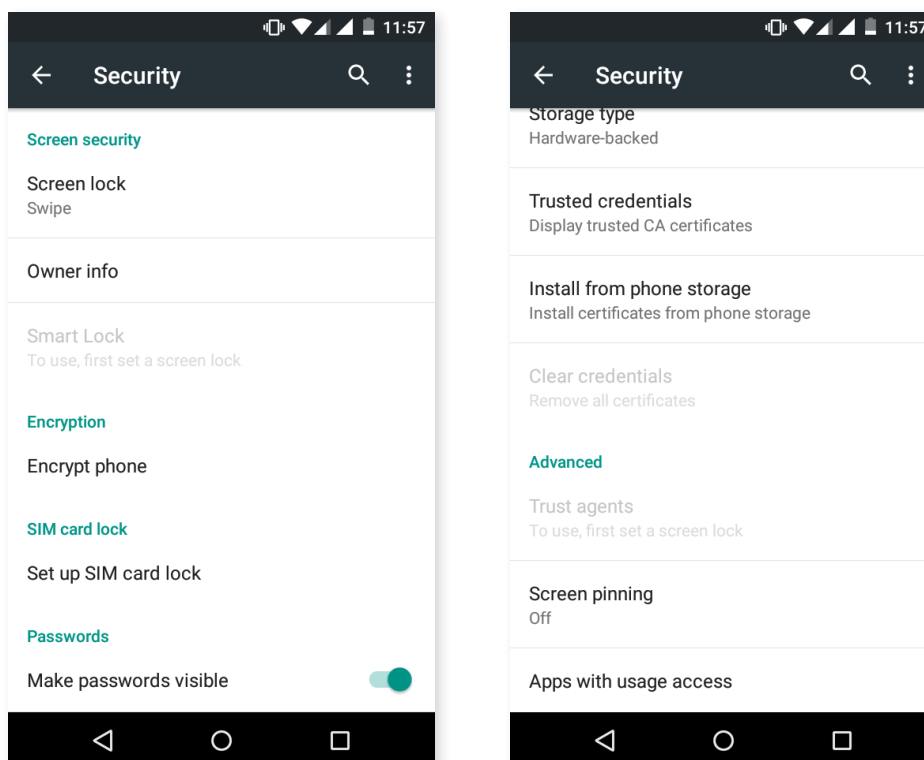 11:57
Security
Screen security
Screen lock
Swipe
Owner info
Smart Lock
To use, first set a screen lock
Encryption
Encrypt phone
SIM card lock
Set up SIM card lock
Passwords
Make passwords visible
11:57
Security
Storage type
Hardware-backed
Trusted credentials
Display trusted CA certificates
Install from phone storage
Install certificates from phone storage
Clear credentials
Remove all certificates
Advanced
Trust agents
To use, first set a screen lock
Screen pinning
Off
Apps with usage access